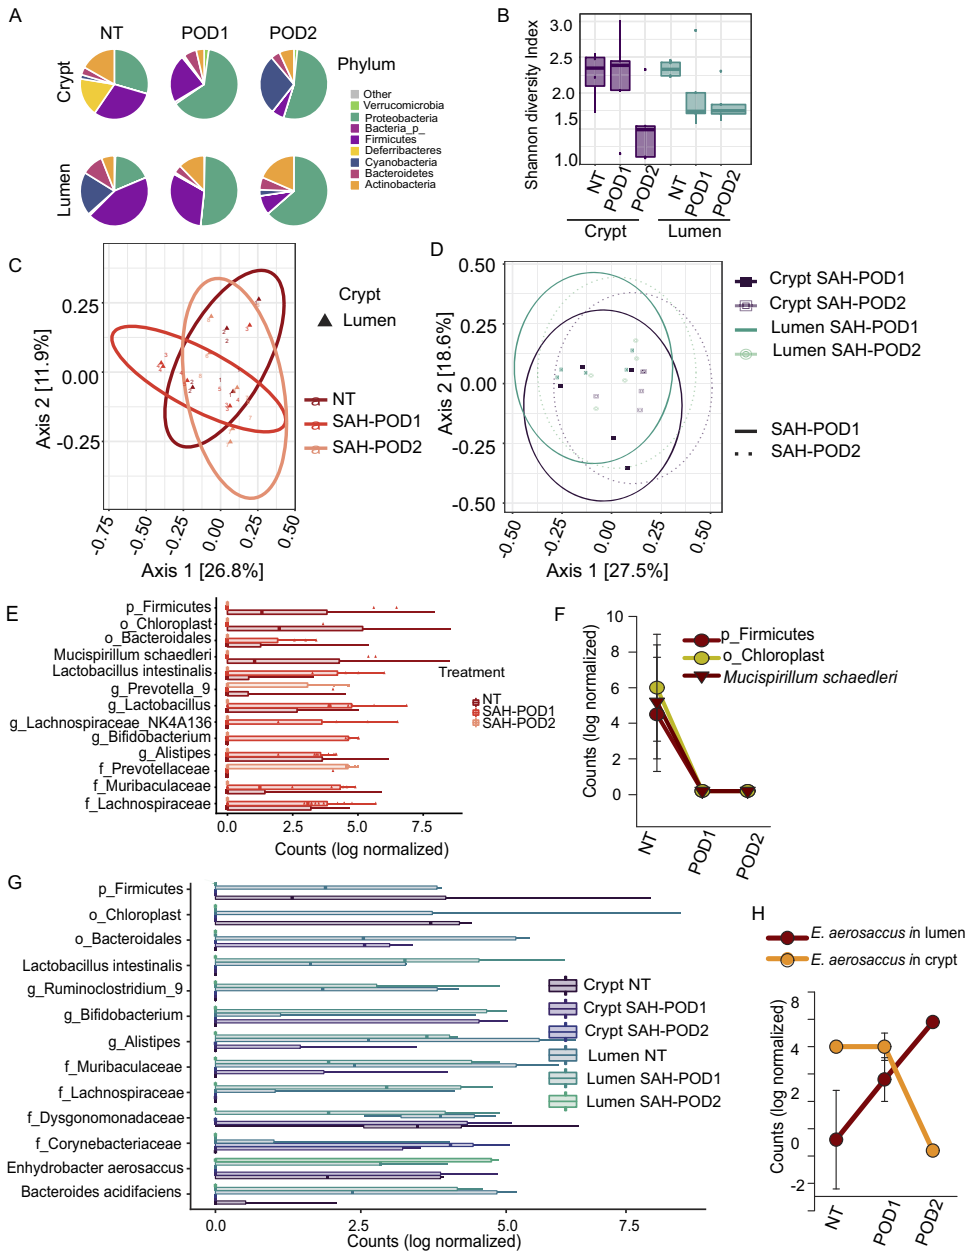 A
NT
POD1
POD2
Crypt
Lumen
Phylum
Other
Verrucomicrobia
Proteobacteria
Bacteria_p_
Firmicutes
Deferribacteres
Cyanobacteria
Bacteroidetes
Actinobacteria
B
Shannon diversity Index
3.0
2.5
2.0
1.5
1.0
NT
POD1
POD2
NT
POD1
POD2
Crypt
Lumen
C
Axis 2 [11.9%]
0.25
0.00
-0.25
-0.75
-0.50
-0.25
0.00
0.25
0.50
Axis 1 [26.8%]
Crypt
Lumen
NT
SAH-POD1
SAH-POD2
D
Axis 2 [18.6%]
0.50
0.25
0.00
-0.25
-0.50
-0.50
-0.25
0.00
0.25
0.50
Axis 1 [27.5%]
Crypt SAH-POD1
Crypt SAH-POD2
Lumen SAH-POD1
Lumen SAH-POD2
SAH-POD1
SAH-POD2
E
p_Firmicutes
o_Chloroplast
o_Bacteroidales
Mucispirillum schaedleri
Lactobacillus intestinalis
g_Prevotella_9
g_Lactobacillus
g_Lachnospiraceae_NK4A136
g_Bifidobacterium
g_Alistipes
f_Prevotellaceae
f_Muribaculaceae
f_Lachnospiraceae
0.0
2.5
5.0
7.5
Counts (log normalized)
Treatment
NT
SAH-POD1
SAH-POD2
F
Counts (log normalized)
10
8
6
4
2
0
NT
POD1
POD2
p_Firmicutes
o_Chloroplast
Mucispirillum schaedleri
G
p_Firmicutes
o_Chloroplast
o_Bacteroidales
Lactobacillus intestinalis
g_Ruminoclostridium_9
g_Bifidobacterium
g_Alistipes
f_Muribaculaceae
f_Lachnospiraceae
f_Dysgonomonadaceae
f_Corynebacteriaceae
Enhydrobacter aerosaccus
Bacteroides acidifaciens
0.0
2.5
5.0
7.5
Counts (log normalized)
Crypt NT
Crypt SAH-POD1
Crypt SAH-POD2
Lumen NT
Lumen SAH-POD1
Lumen SAH-POD2
H
E. aerosaccus in lumen
E. aerosaccus in crypt
Counts (log normalized)
8
4
2
0
-2
NT
POD1
POD2